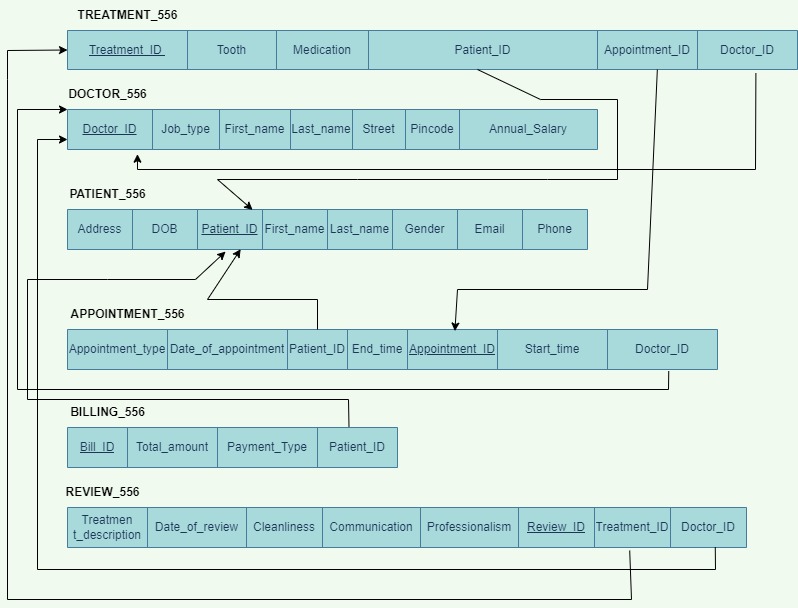 TREATMENT_556
Treatment_ID Tooth Medication Patient_ID Appointment_ID Doctor_ID
DOCTOR_556
Doctor_ID Job_type First_name Last_name Street Pincode Annual_Salary
PATIENT_556
Address DOB Patient_ID First_name Last_name Gender Email Phone
APPOINTMENT_556
Appointment_type Date_of_appointment Patient_ID End_time Appointment_ID Start_time Doctor_ID
BILLING_556
Bill_ID Total_amount Payment_Type Patient_ID
REVIEW_556
Treatmen
t_description Date_of_review Cleanliness Communication Professionalism Review_ID Treatment_ID Doctor_ID